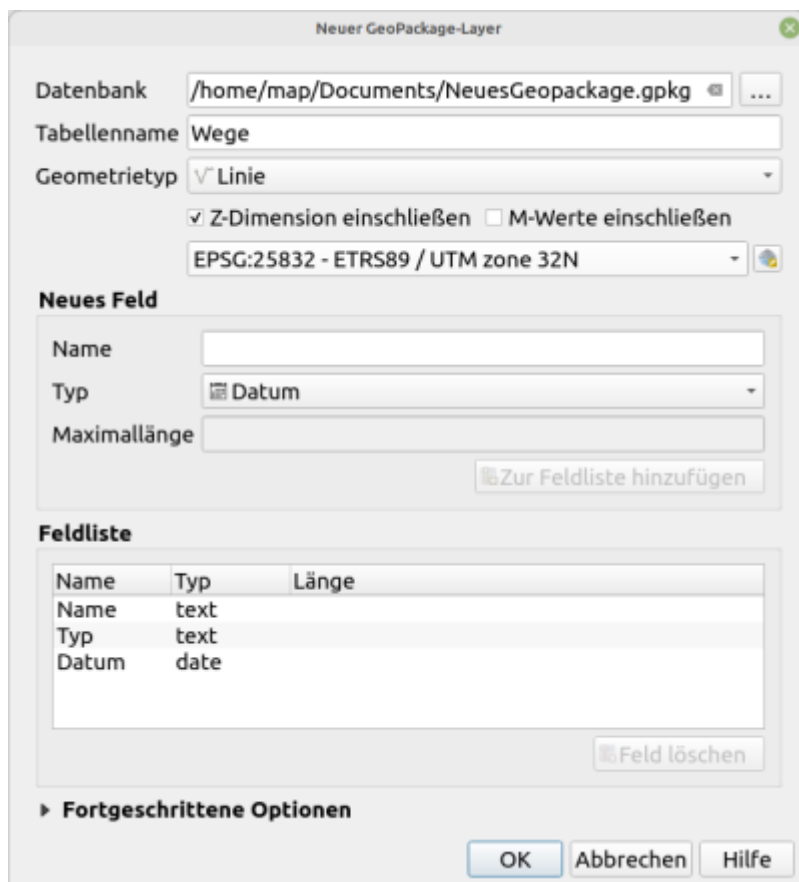 Neuer GeoPackage-Layer
Datenbank /home/map/Documents/NeuesGeopackage.gpkg ...
Tabellenname Wege
Geometrietyp Linie
Z-Dimension einschließen M-Werte einschließen
EPSG:25832 - ETRS89 / UTM zone 32N
Neues Feld
Name
Typ Datum
Maximallänge
Zur Feldliste hinzufügen
Feldliste
Name Typ Länge
Name text
Typ text
Datum date
Feld löschen
Fortgeschrittene Optionen
OK Abbrechen Hilfe